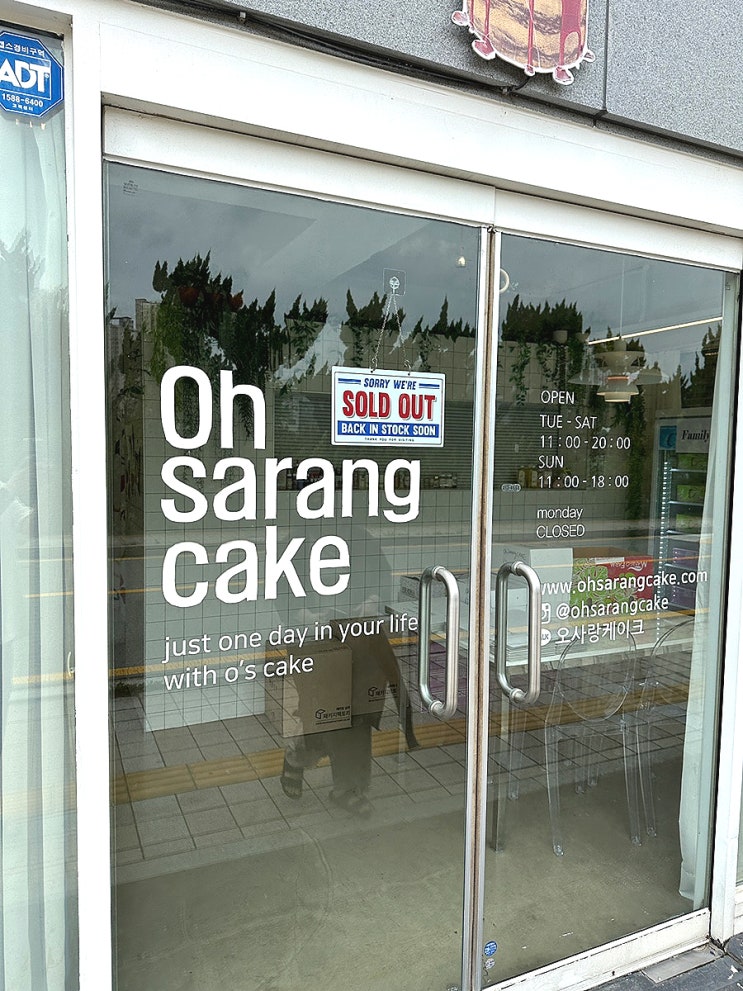 ADT
1588-6400
SORRY WE'RE
SOLD OUT
BACK IN STOCK SOON
THANK YOU FOR VISITING
Oh
sarang
cake
just one day in your life
with o's cake
OPEN
TUE - SAT
11 : 00 - 20 : 00
SUN
11 : 00 - 18 : 00
monday
CLOSED
www.ohsarangcake.com
@ohsarangcake
오사랑케이크
Family